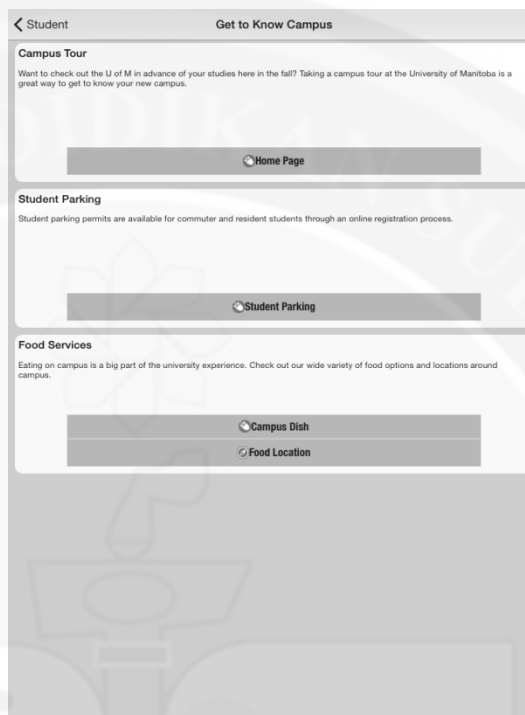 Student
Get to Know Campus
Campus Tour
Want to check out the U of M in advance of your studies here in the fall? Taking a campus tour at the University of Manitoba is a
great way to get to know your new campus.
Home Page
Student Parking
Student parking permits are available for commuter and resident students through an online registration process.
Student Parking
Food Services
Eating on campus is a big part of the university experience. Check out our wide variety of food options and locations around
campus.
Campus Dish
Food Location